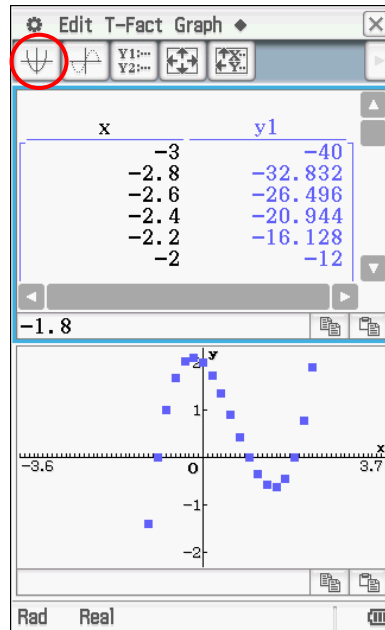 Edit T-Fact Graph ◆
Y1:···
Y2:···
x y1
−3 −40
−2.8 −32.832
−2.6 −26.496
−2.4 −20.944
−2.2 −16.128
−2 −12
−1.8
y
2
1
−3.6 O 3.7 x
−1
−2
Rad Real